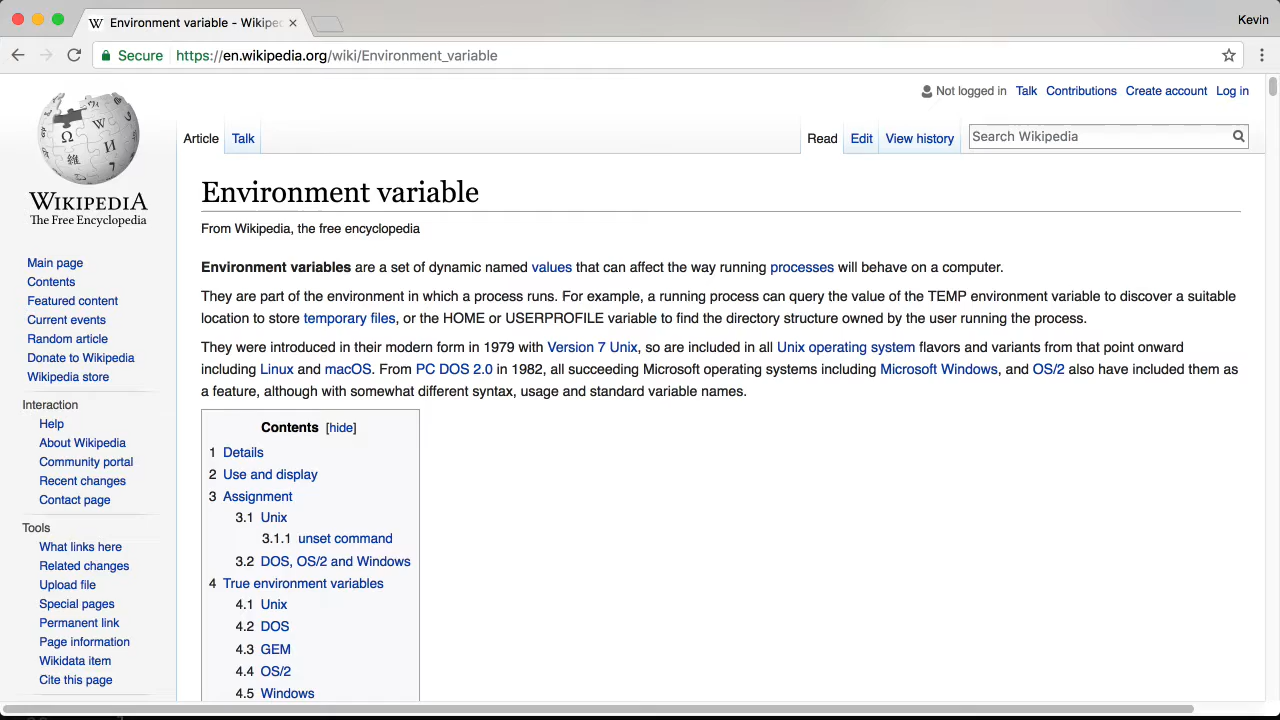 Environment variable - Wikipe
Kevin
Secure https://en.wikipedia.org/wiki/Environment_variable
Not logged in Talk Contributions Create account Log in
Article Talk Read Edit View history Search Wikipedia
Ω W И 維 7
WIKIPEDIA
The Free Encyclopedia
Main page
Contents
Featured content
Current events
Random article
Donate to Wikipedia
Wikipedia store
Interaction
Help
About Wikipedia
Community portal
Recent changes
Contact page
Tools
What links here
Related changes
Upload file
Special pages
Permanent link
Page information
Wikidata item
Cite this page
Environment variable
From Wikipedia, the free encyclopedia
Environment variables are a set of dynamic named values that can affect the way running processes will behave on a computer.
They are part of the environment in which a process runs. For example, a running process can query the value of the TEMP environment variable to discover a suitable
location to store temporary files, or the HOME or USERPROFILE variable to find the directory structure owned by the user running the process.
They were introduced in their modern form in 1979 with Version 7 Unix, so are included in all Unix operating system flavors and variants from that point onward
including Linux and macOS. From PC DOS 2.0 in 1982, all succeeding Microsoft operating systems including Microsoft Windows, and OS/2 also have included them as
a feature, although with somewhat different syntax, usage and standard variable names.
Contents [hide]
1 Details
2 Use and display
3 Assignment
3.1 Unix
3.1.1 unset command
3.2 DOS, OS/2 and Windows
4 True environment variables
4.1 Unix
4.2 DOS
4.3 GEM
4.4 OS/2
4.5 Windows